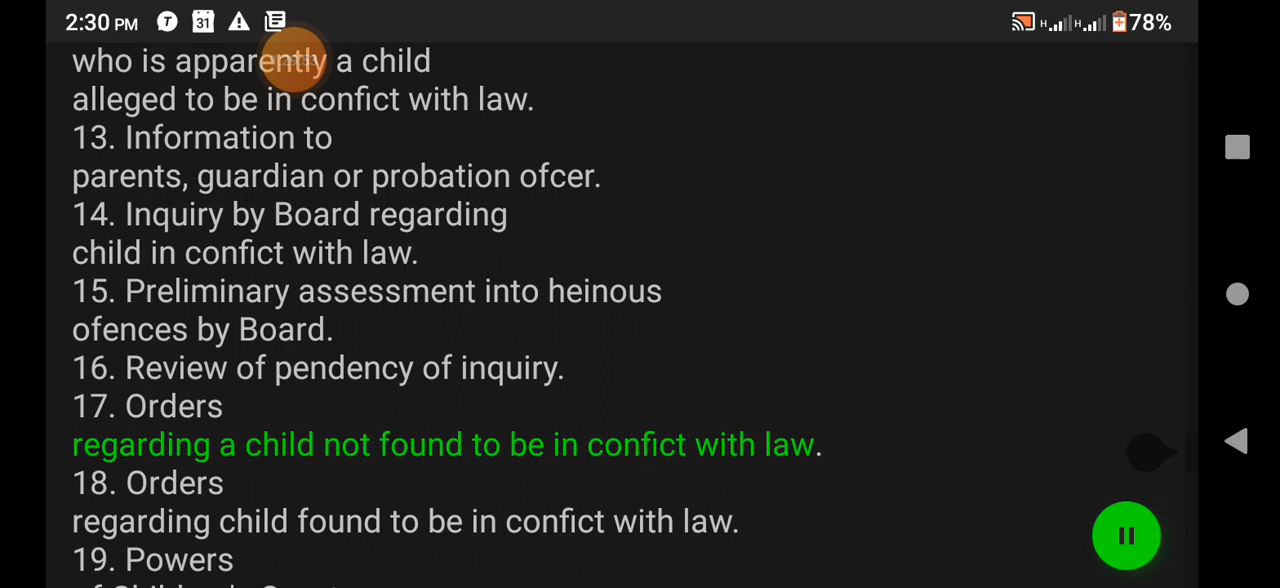 2:30 PM T 31 H H 78%
who is apparently a child
alleged to be in confict with law.
13. Information to
parents, guardian or probation ofcer.
14. Inquiry by Board regarding
child in confict with law.
15. Preliminary assessment into heinous
ofences by Board.
16. Review of pendency of inquiry.
17. Orders
regarding a child not found to be in confict with law.
18. Orders
regarding child found to be in confict with law.
19. Powers